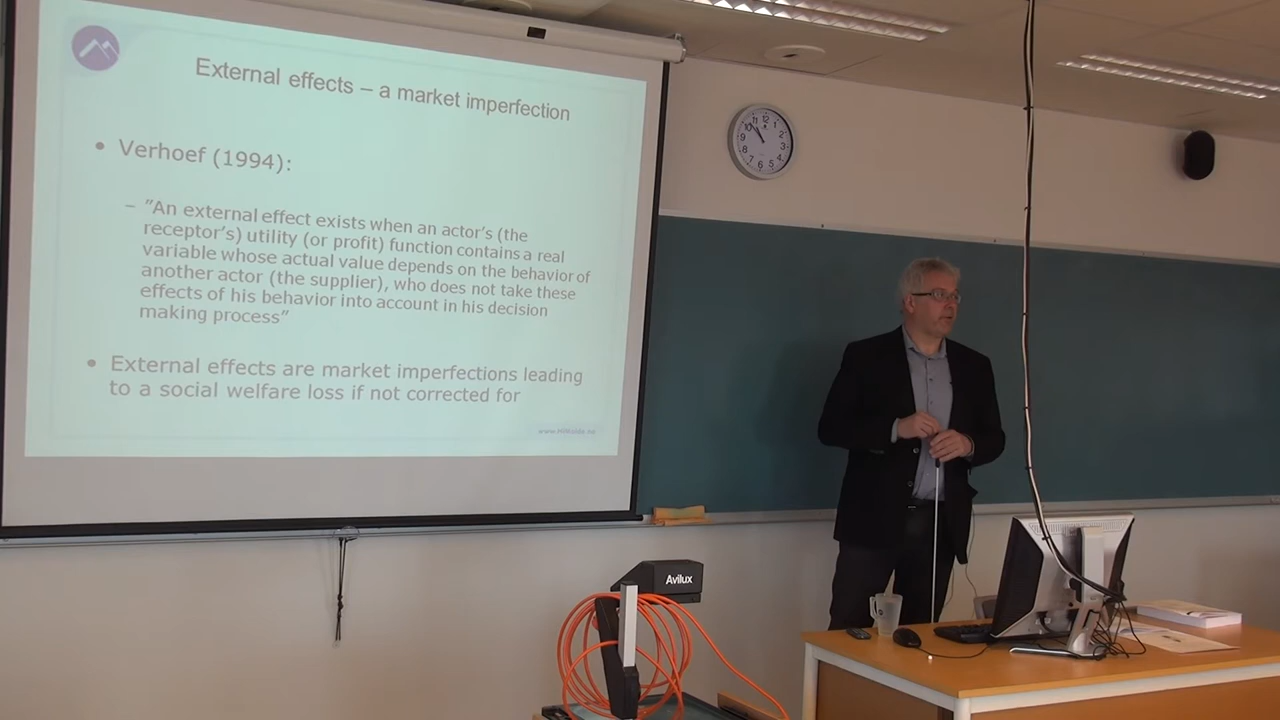 External effects – a market imperfection
• Verhoef (1994):
– ”An external effect exists when an actor’s (the
receptor’s) utility (or profit) function contains a real
variable whose actual value depends on the behavior of
another actor (the supplier), who does not take these
effects of his behavior into account in his decision
making process”
• External effects are market imperfections leading
to a social welfare loss if not corrected for
Avilux